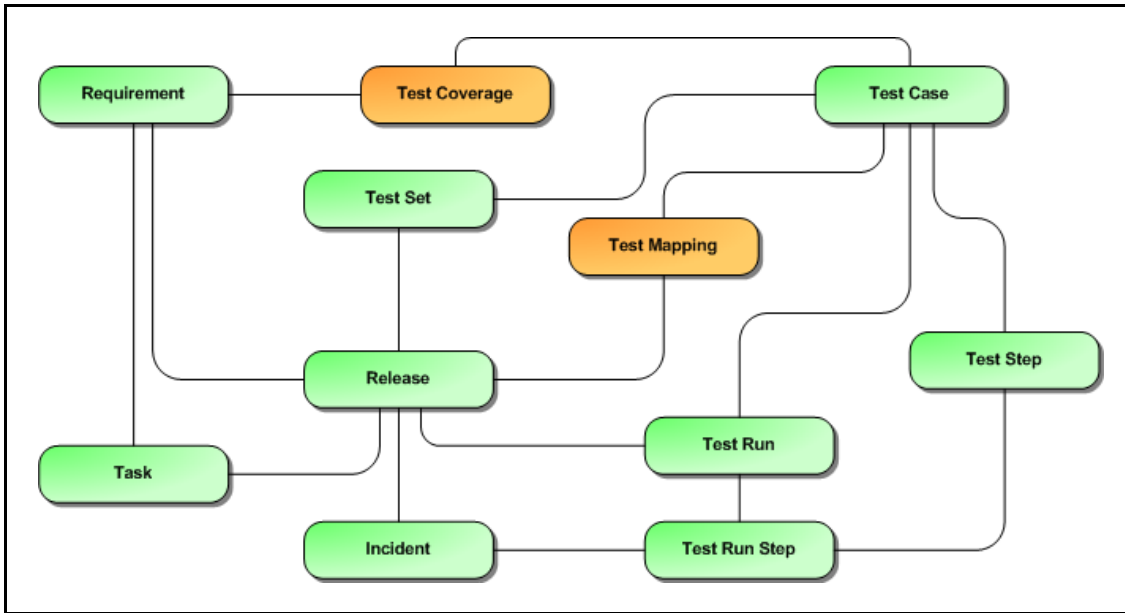 Requirement
Test Coverage
Test Case
Test Set
Test Mapping
Release
Test Step
Test Run
Task
Incident
Test Run Step